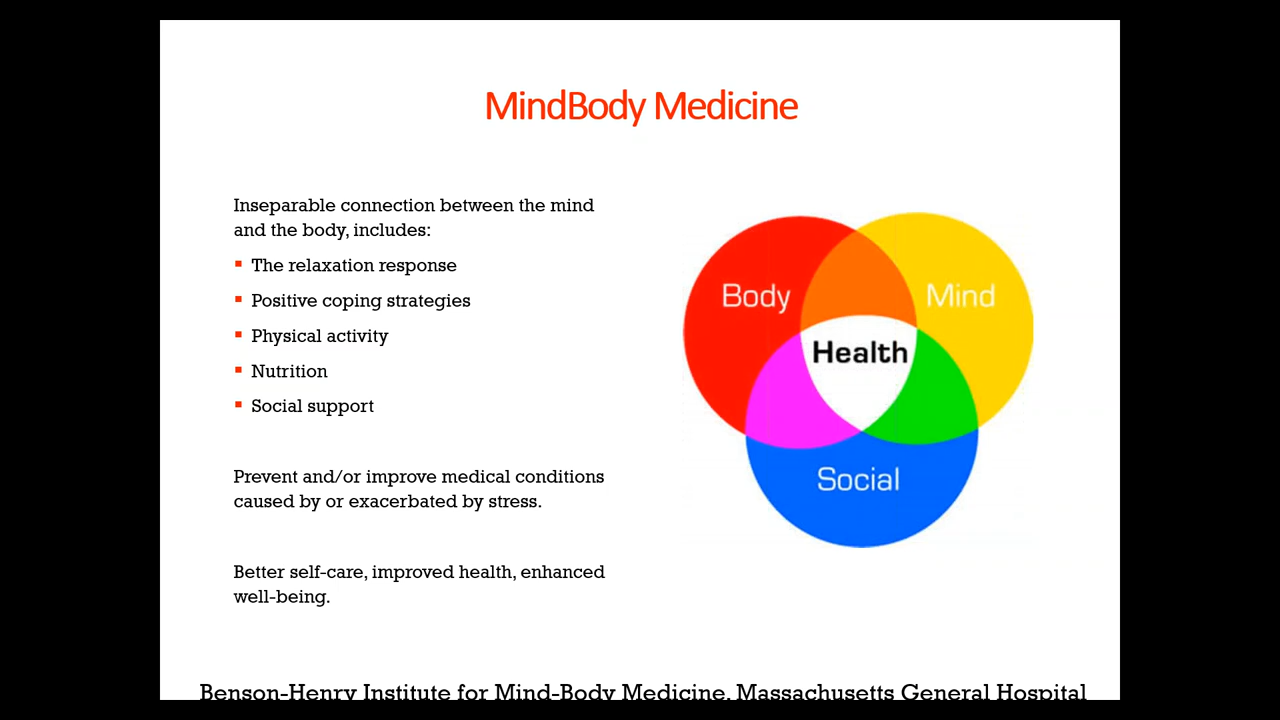 MindBody Medicine
Inseparable connection between the mind
and the body, includes:
▪ The relaxation response
▪ Positive coping strategies
▪ Physical activity
▪ Nutrition
▪ Social support
Prevent and/or improve medical conditions
caused by or exacerbated by stress.
Better self-care, improved health, enhanced
well-being.
Body
Mind
Health
Social
Benson-Henry Institute for Mind-Body Medicine, Massachusetts General Hospital